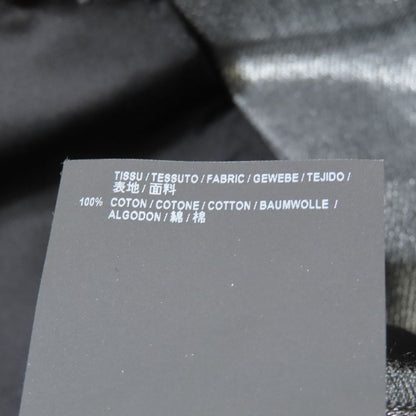 TISSU / TESSUTO / FABRIC / GEWEBE / TEJIDO /
表地 / 面料
100% COTON / COTONE / COTTON / BAUMWOLLE /
ALGODON / 綿 / 棉